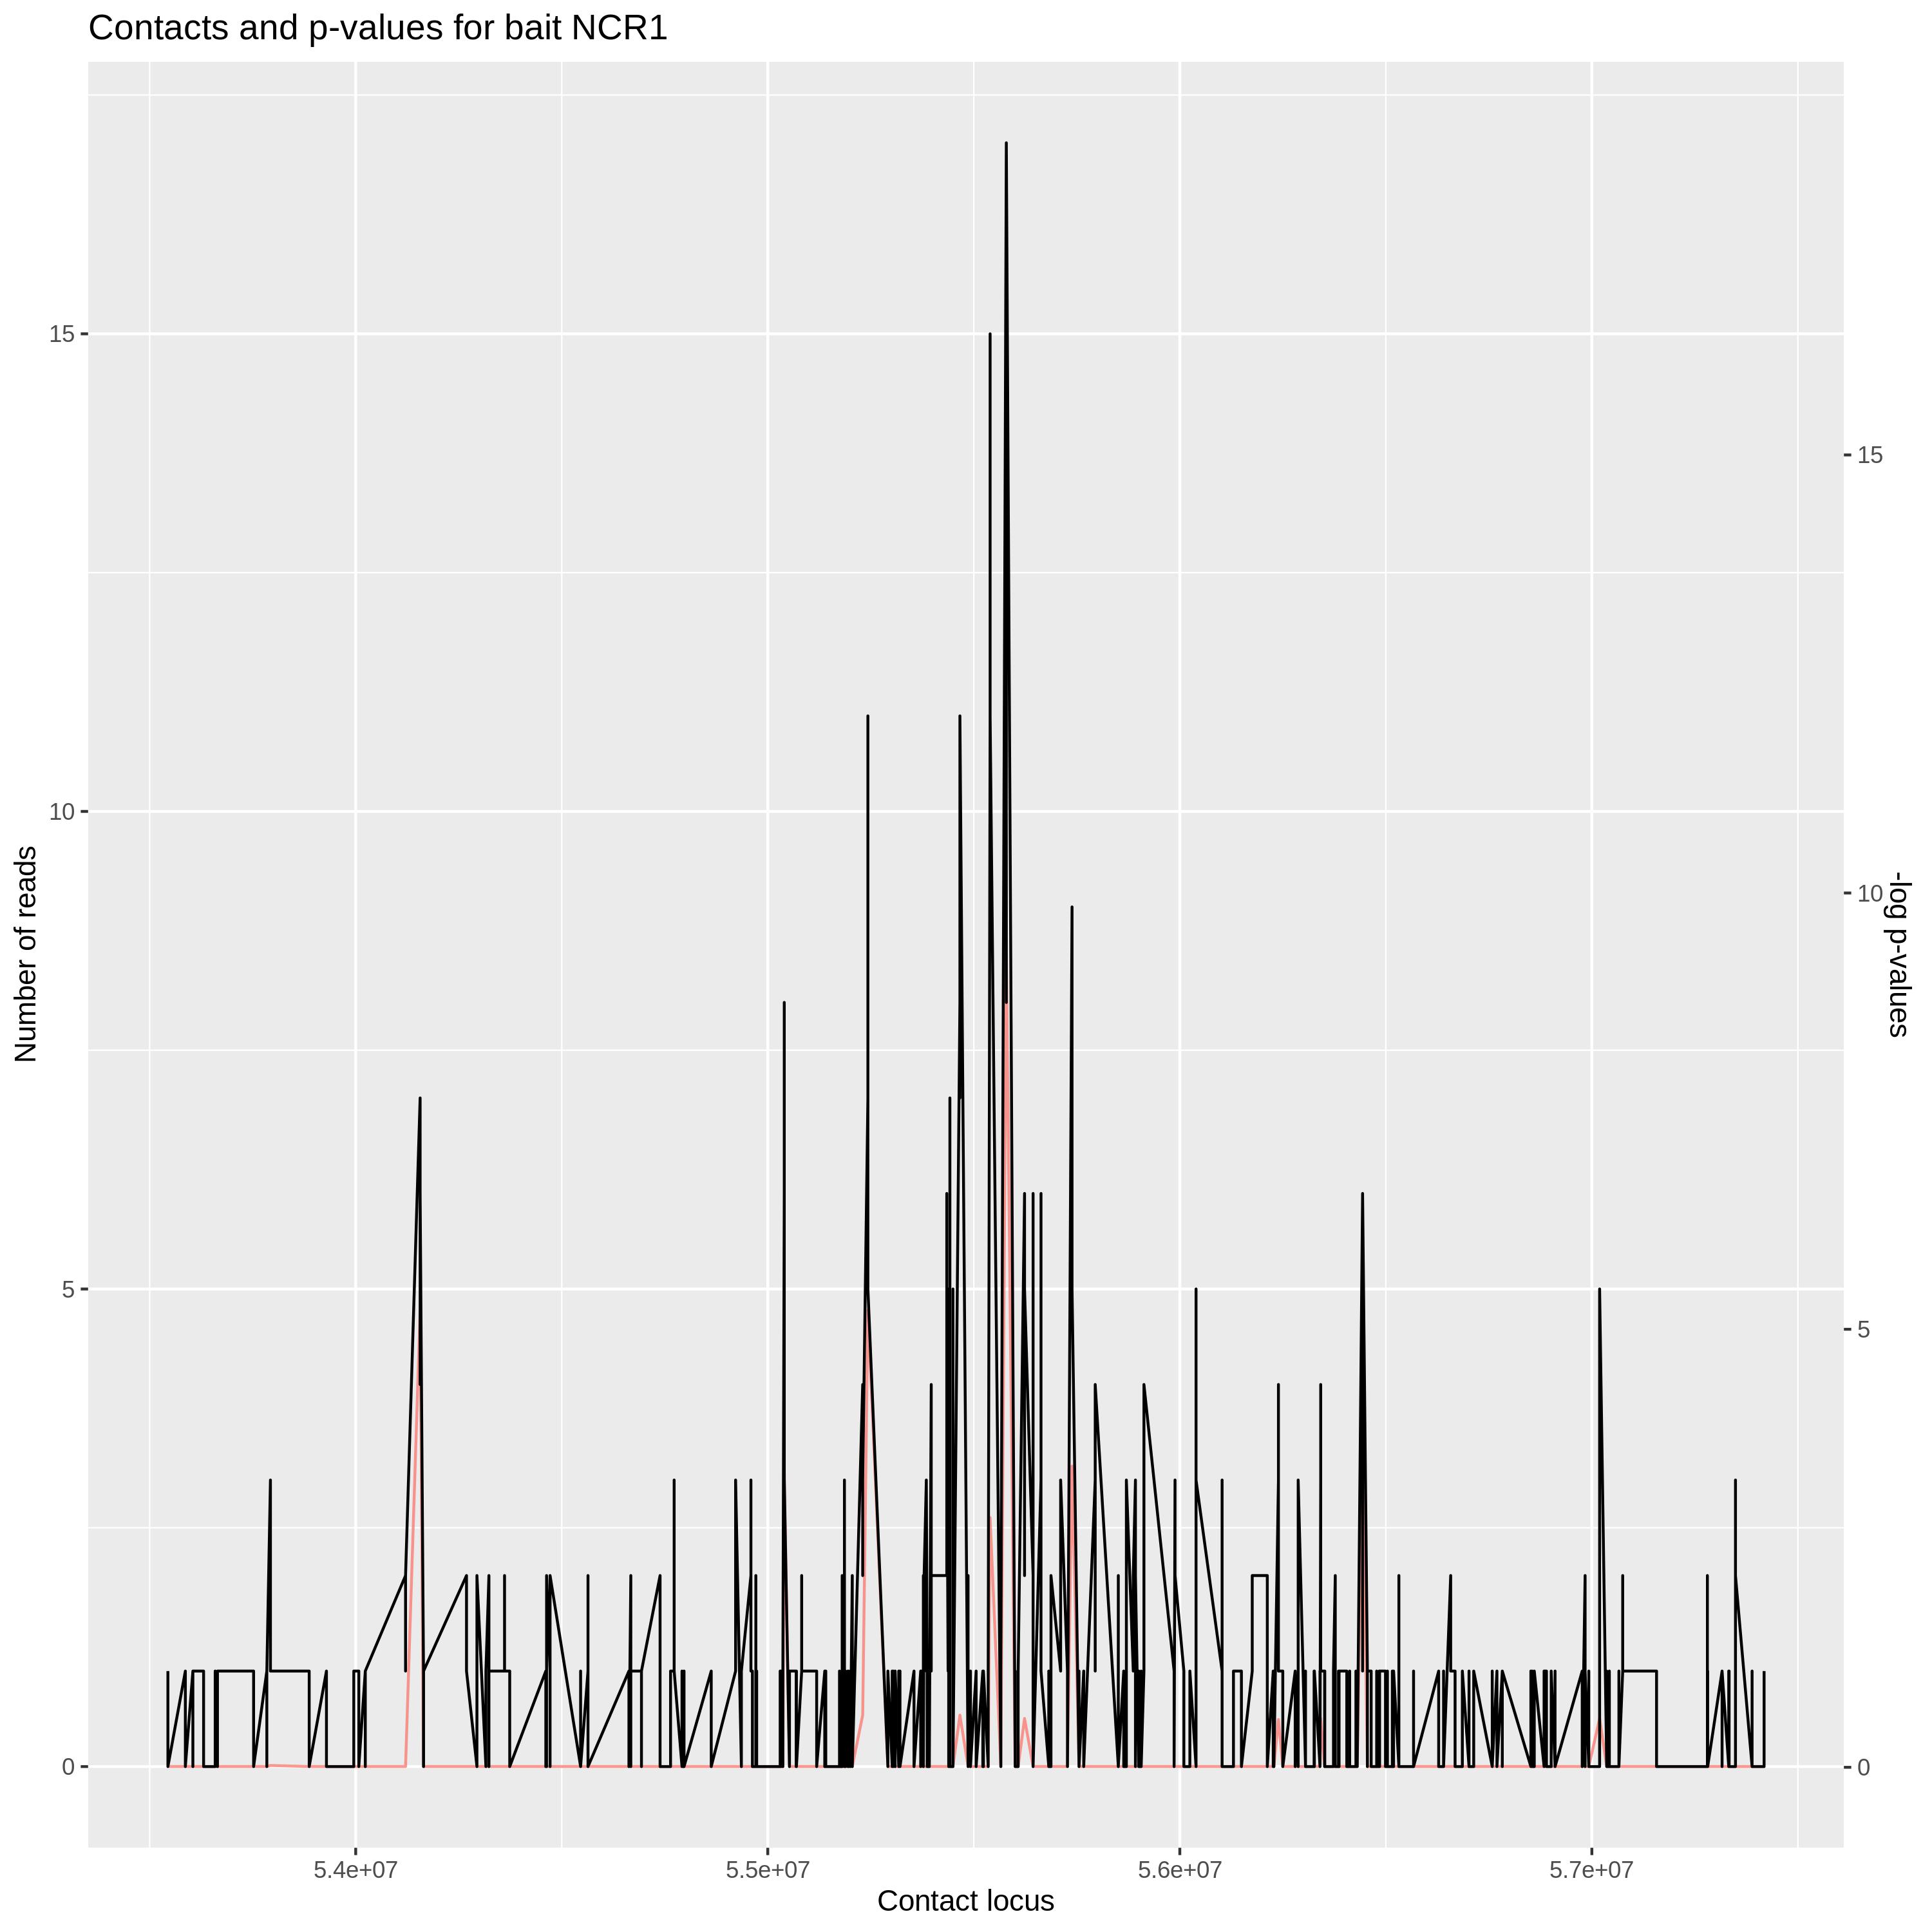 Contacts and p-values for bait NCR1
15
10
5
0
Number of reads
15
10
5
0
-log p-values
5.4e+07 5.5e+07 5.6e+07 5.7e+07
Contact locus